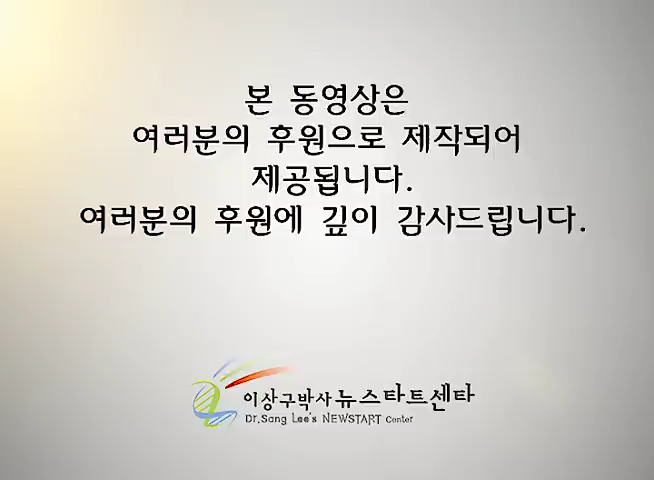 본 동영상은
여러분의 후원으로 제작되어
제공됩니다.
여러분의 후원에 깊이 감사드립니다.
이상구박사 뉴스타트센타
Dr.Sang Lee's NEWSTART Center